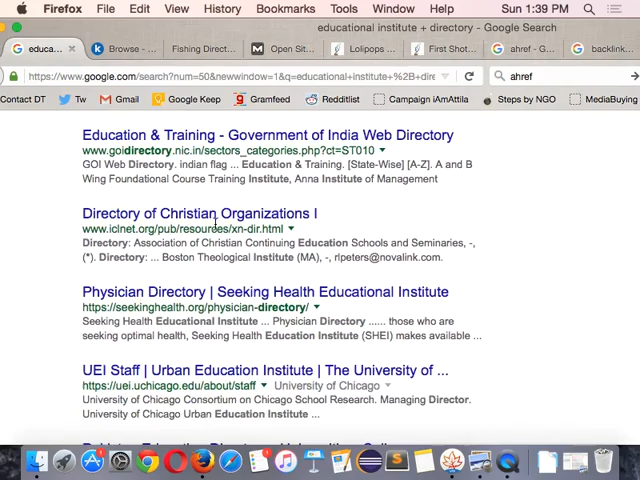 Firefox File Edit View History Bookmarks Tools Window Help Sun 1:39 PM
educational institute + directory - Google Search
educa... Browse - ... Fishing Direct... Open Sit... Lolipops ... First Shot... ahref - G... backlink...
https://www.google.com/search?num=50&newwindow=1&q=educational+institute+%2B+dire ahref
Contact DT Tw Gmail Google Keep Gramfeed Redditlist Campaign iAmAttila Steps by NGO MediaBuying
Education & Training - Government of India Web Directory
www.goidirectory.nic.in/sectors_categories.php?ct=ST010
GOI Web Directory. indian flag ... Education & Training. [State-Wise] [A-Z]. A and B
Wing Foundational Course Training Institute, Anna Institute of Management
Directory of Christian Organizations I
www.iclnet.org/pub/resources/xn-dir.html
Directory: Association of Christian Continuing Education Schools and Seminaries, -,
(*). Directory: ... Boston Theological Institute (MA), -, rlpeters@novalink.com.
Physician Directory | Seeking Health Educational Institute
https://seekinghealth.org/physician-directory/
Seeking Health Educational Institute ... Physician Directory ...... those who are
seeking optimal health, Seeking Health Educational Institute (SHEI) makes available ...
UEI Staff | Urban Education Institute | The University of ...
https://uei.uchicago.edu/about/staff University of Chicago
University of Chicago Consortium on Chicago School Research. Managing Director.
University of Chicago Urban Education Institute ...